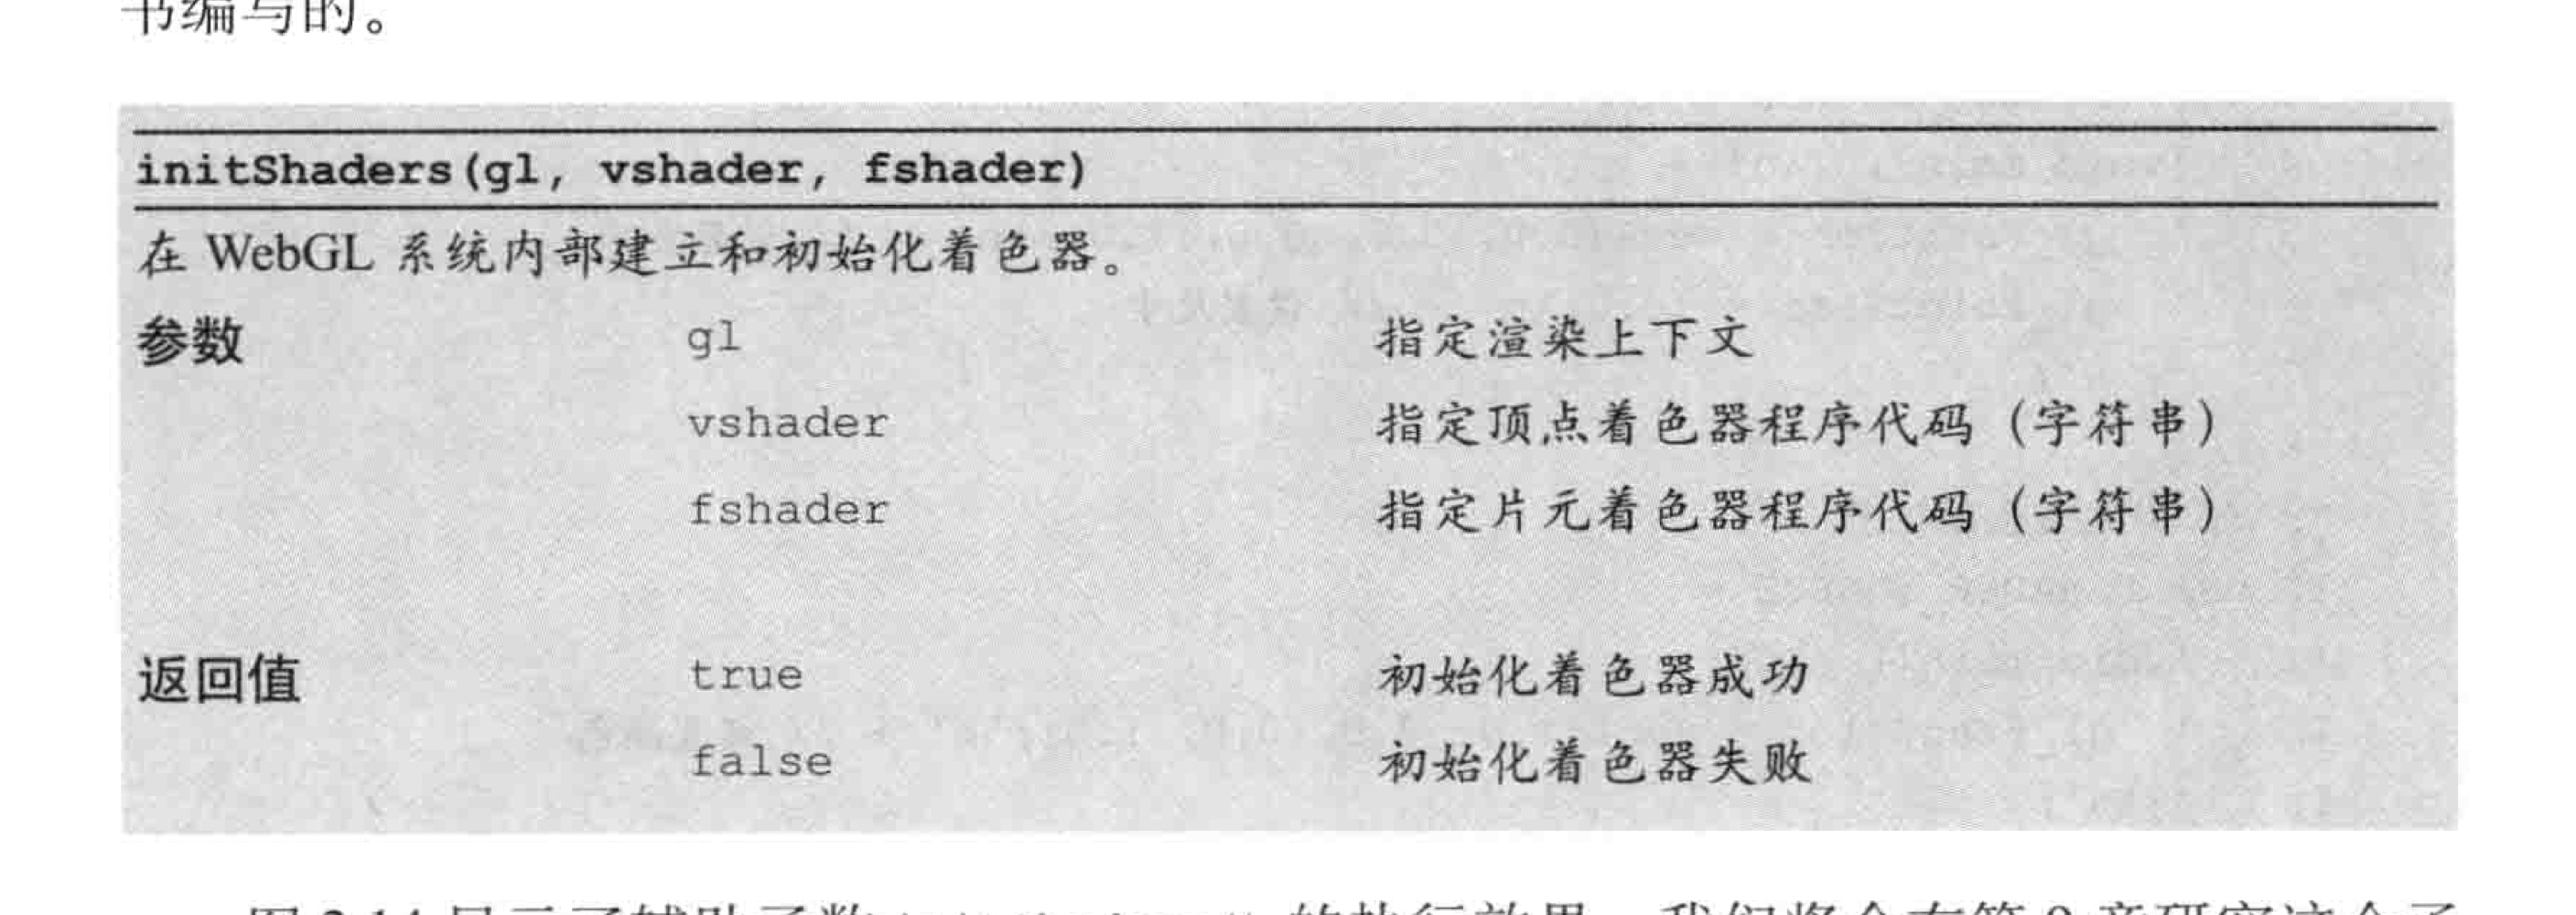 书编写的。
initShaders(gl, vshader, fshader)
在 WebGL 系统内部建立和初始化着色器。
参数 gl 指定渲染上下文
vshader 指定顶点着色器程序代码（字符串）
fshader 指定片元着色器程序代码（字符串）
返回值 true 初始化着色器成功
false 初始化着色器失败